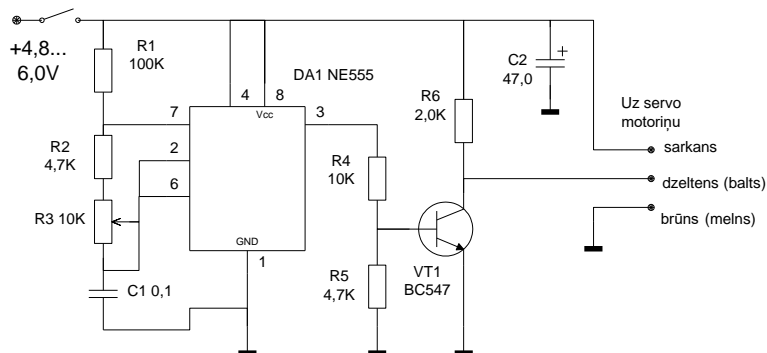 +4,8...
6,0V
R1
100K
DA1 NE555
C2
47,0
+
4
8
Vcc
7
3
R6
2,0K
Uz servo
motoriņu
R2
4,7K
2
R4
10K
sarkans
6
dzeltens (balts)
R3 10K
brūns (melns)
GND
1
C1 0,1
R5
4,7K
VT1
BC547